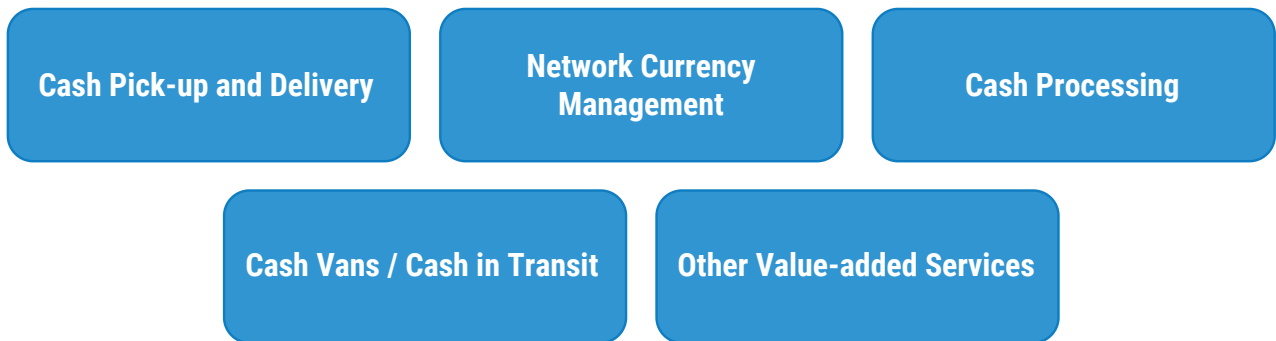 Cash Pick-up and Delivery
Network Currency
Management
Cash Processing
Cash Vans / Cash in Transit
Other Value-added Services